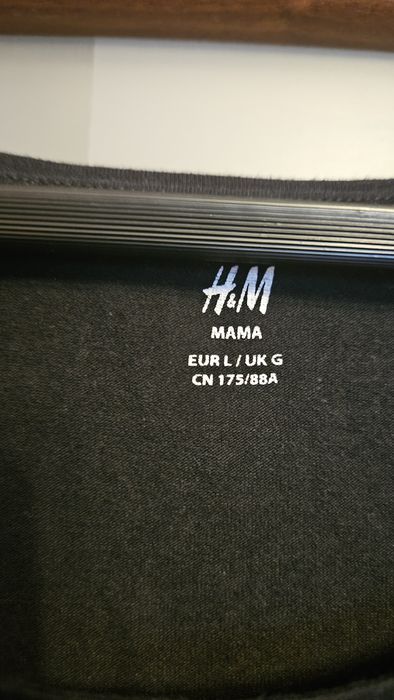 H&M
MAMA
EUR L / UK G
CN 175/88A